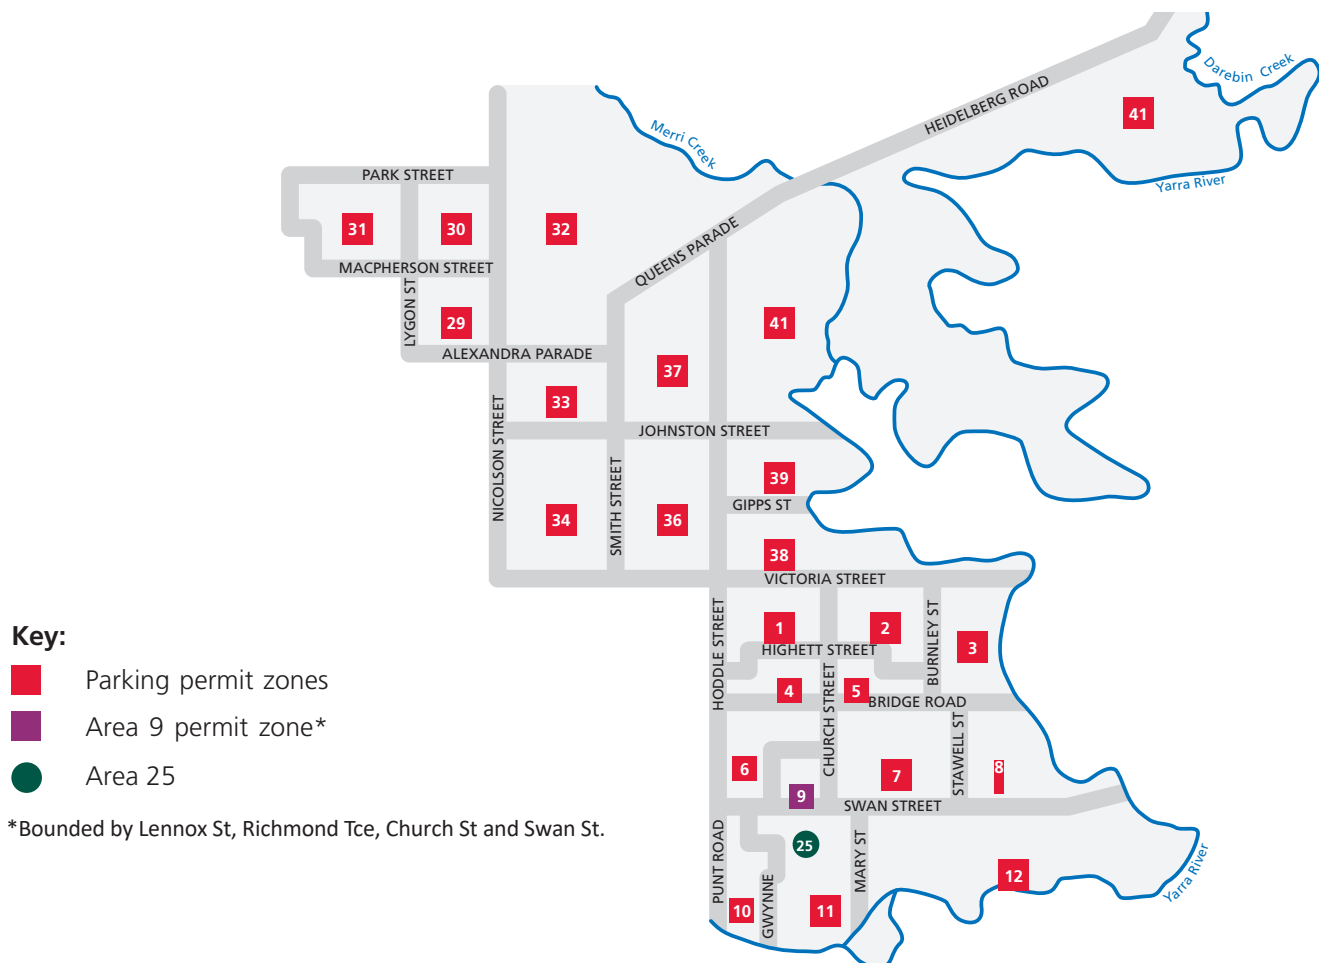 Darebin Creek
HEIDELBERG ROAD
41
Merri Creek
Yarra River
PARK STREET
31
30
32
QUEENS PARADE
MACPHERSON STREET
LYGON ST
29
41
ALEXANDRA PARADE
37
33
NICOLSON STREET
JOHNSTON STREET
SMITH STREET
39
GIPPS ST
34
36
38
VICTORIA STREET
HODDLE STREET
1
2
BURNLEY ST
3
HIGHETT STREET
CHURCH STREET
4
5
BRIDGE ROAD
STAWELL ST
6
7
8
9
SWAN STREET
PUNT ROAD
25
MARY ST
GWYNNE
10
11
12
Yarra River
Key:
Parking permit zones
Area 9 permit zone*
Area 25
*Bounded by Lennox St, Richmond Tce, Church St and Swan St.